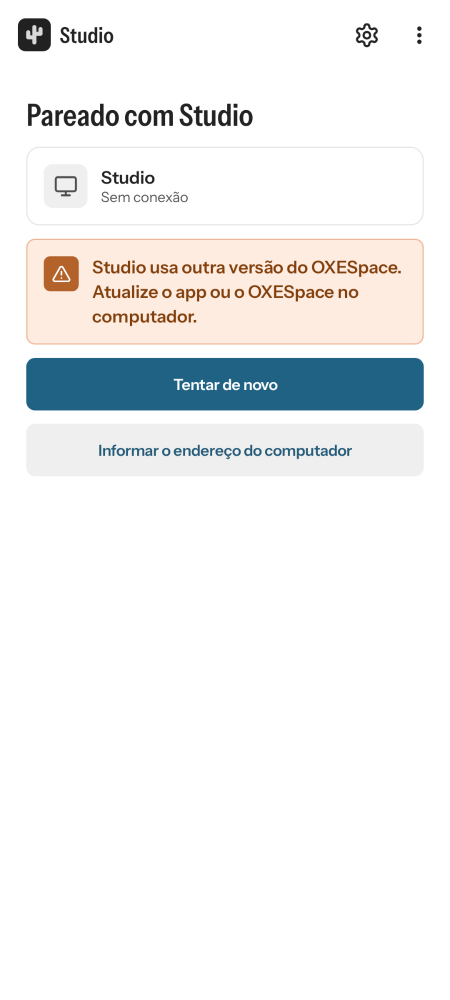 Studio
Pareado com Studio
Studio
Sem conexão
Studio usa outra versão do OXESpace.
Atualize o app ou o OXESpace no
computador.
Tentar de novo
Informar o endereço do computador